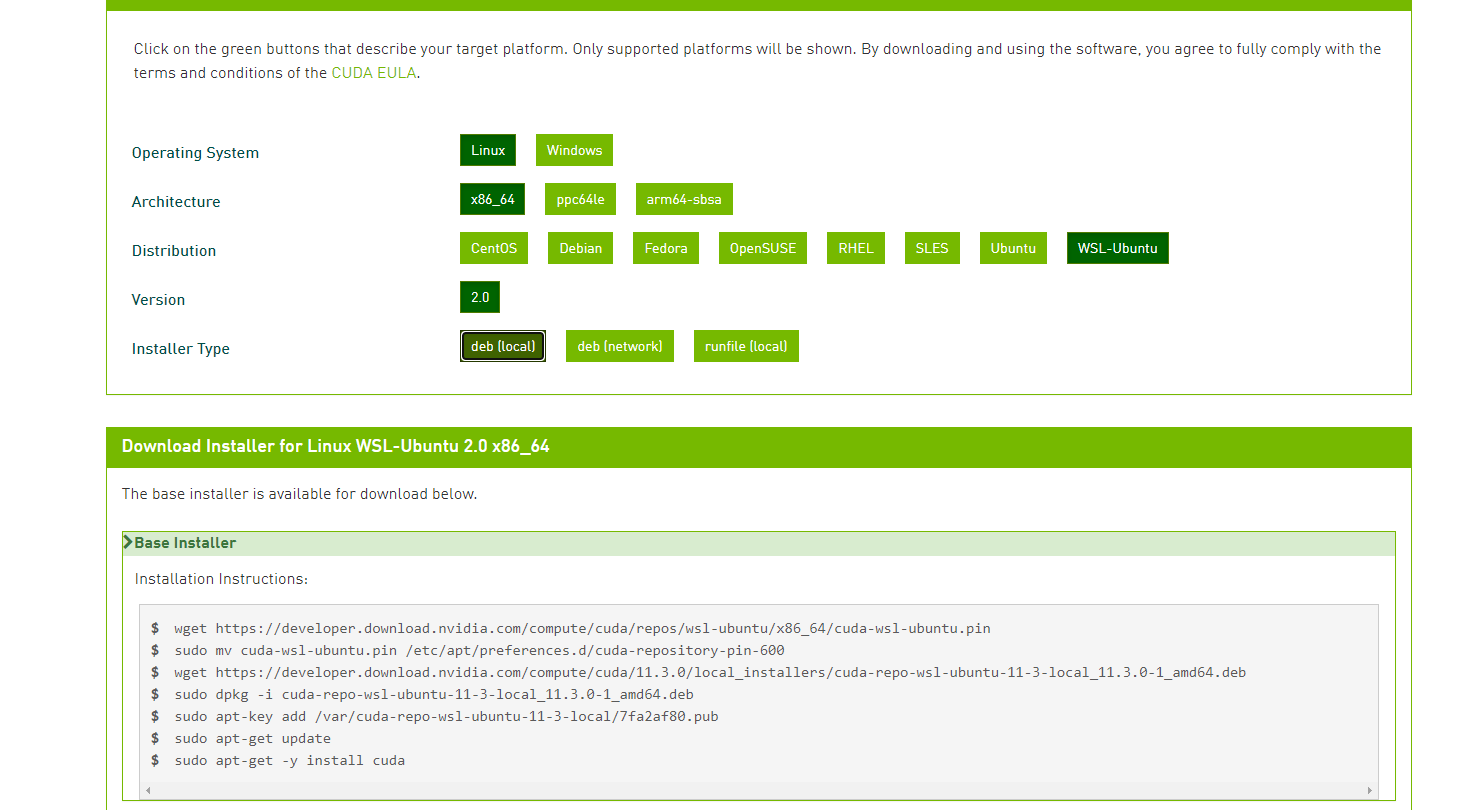 Click on the green buttons that describe your target platform. Only supported platforms will be shown. By downloading and using the software, you agree to fully comply with the
terms and conditions of the CUDA EULA.
Operating System
Linux
Windows
Architecture
x86_64
ppc64le
arm64-sbsa
Distribution
CentOS
Debian
Fedora
OpenSUSE
RHEL
SLES
Ubuntu
WSL-Ubuntu
Version
2.0
Installer Type
deb (local)
deb (network)
runfile (local)
Download Installer for Linux WSL-Ubuntu 2.0 x86_64
The base installer is available for download below.
Base Installer
Installation Instructions:
$ wget https://developer.download.nvidia.com/compute/cuda/repos/wsl-ubuntu/x86_64/cuda-wsl-ubuntu.pin
$ sudo mv cuda-wsl-ubuntu.pin /etc/apt/preferences.d/cuda-repository-pin-600
$ wget https://developer.download.nvidia.com/compute/cuda/11.3.0/local_installers/cuda-repo-wsl-ubuntu-11-3-local_11.3.0-1_amd64.deb
$ sudo dpkg -i cuda-repo-wsl-ubuntu-11-3-local_11.3.0-1_amd64.deb
$ sudo apt-key add /var/cuda-repo-wsl-ubuntu-11-3-local/7fa2af80.pub
$ sudo apt-get update
$ sudo apt-get -y install cuda